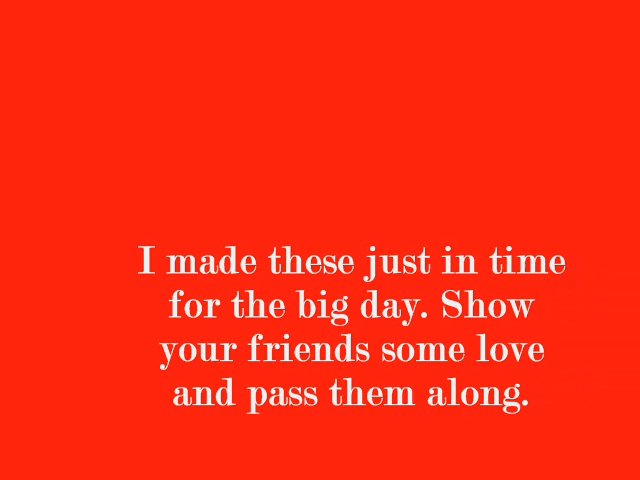 I made these just in time
for the big day. Show
your friends some love
and pass them along.